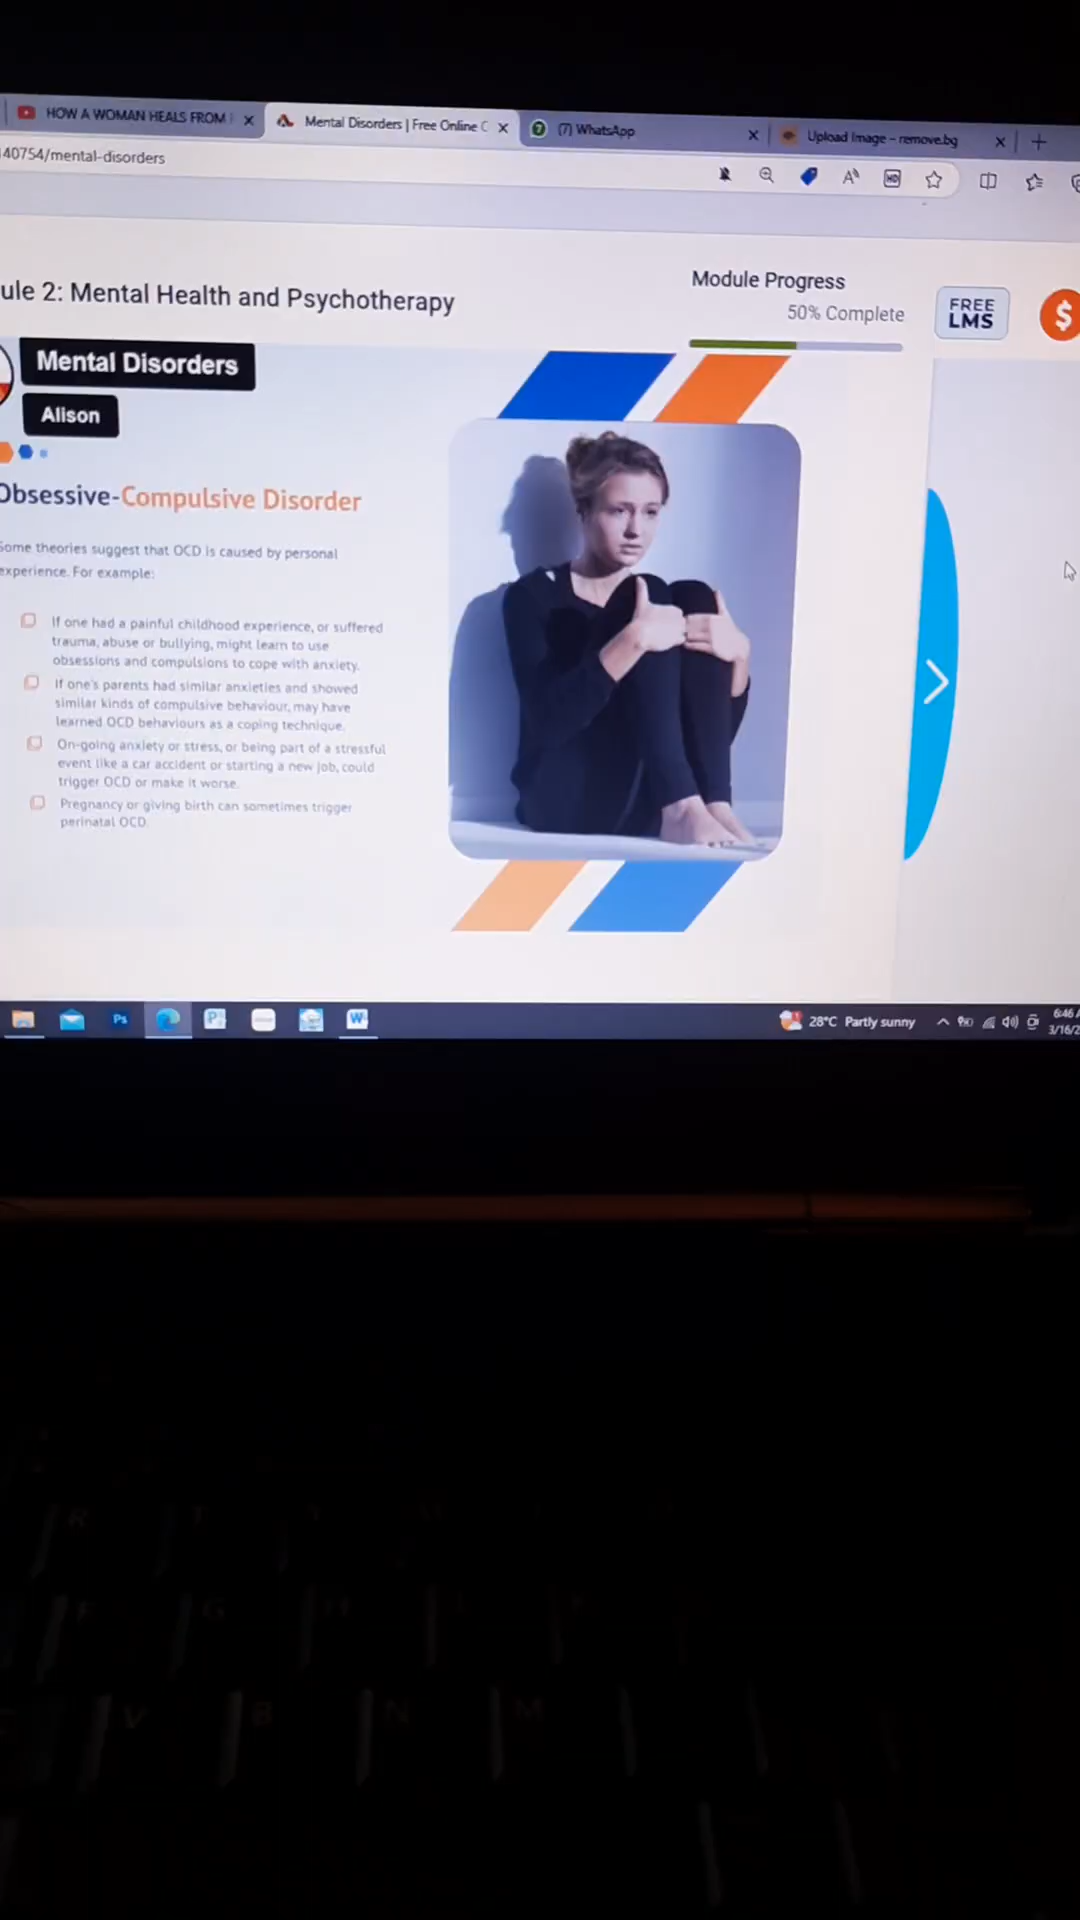 HOW A WOMAN HEALS FROM
Mental Disorders | Free Online C
(7) WhatsApp
Upload Image – remove.bg
40754/mental-disorders
ule 2: Mental Health and Psychotherapy
Module Progress
50% Complete
FREE
LMS
$
Mental Disorders
Alison
Obsessive-Compulsive Disorder
Some theories suggest that OCD is caused by personal
experience. For example:
If one had a painful childhood experience, or suffered
trauma, abuse or bullying, might learn to use
obsessions and compulsions to cope with anxiety.
If one's parents had similar anxieties and showed
similar kinds of compulsive behaviour, may have
learned OCD behaviours as a coping technique.
On-going anxiety or stress, or being part of a stressful
event like a car accident or starting a new job, could
trigger OCD or make it worse.
Pregnancy or giving birth can sometimes trigger
perinatal OCD.
Ps
W
28°C Partly sunny
6:46
3/16/2
R
F
G
V
B
N
M